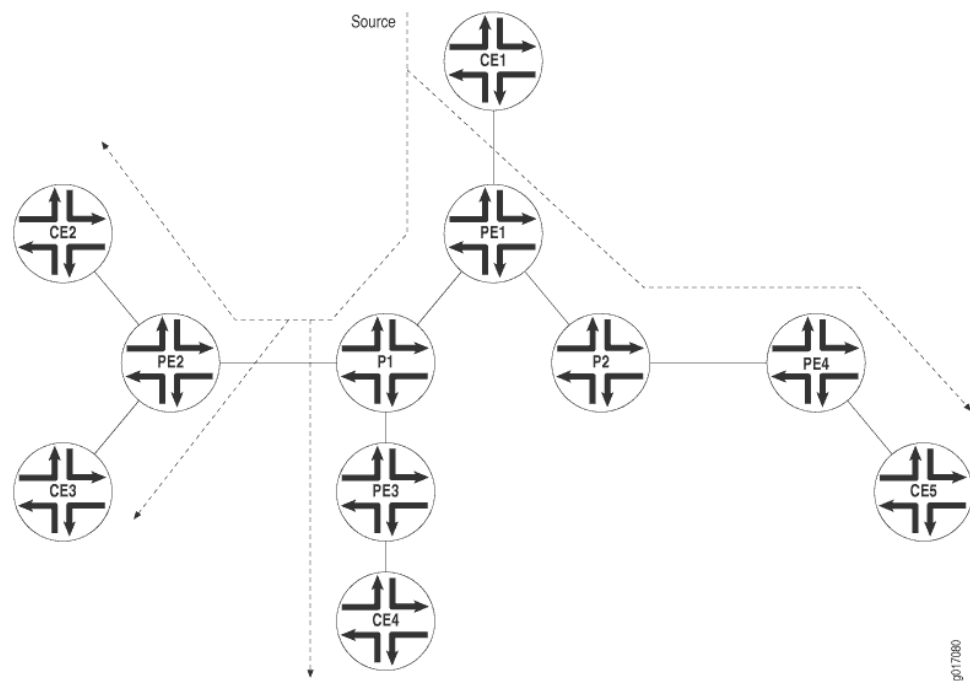 Source
CE1
CE2
PE1
PE2
P1
P2
PE4
CE3
PE3
CE5
CE4
g017080